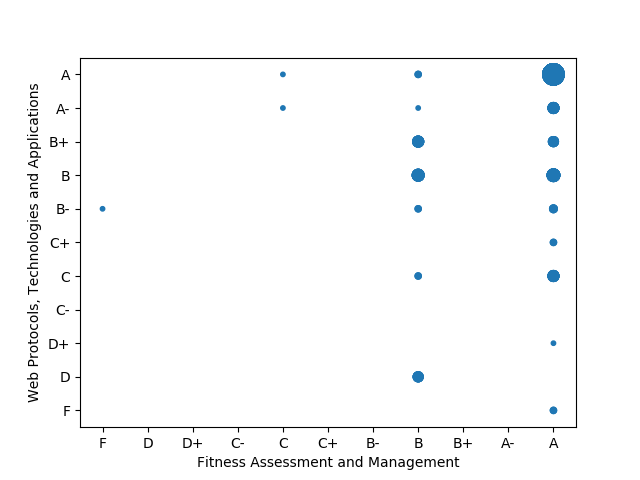 Web Protocols, Technologies and Applications
A
A-
B+
B
B-
C+
C
C-
D+
D
F
F D D+ C- C C+ B- B B+ A- A
Fitness Assessment and Management